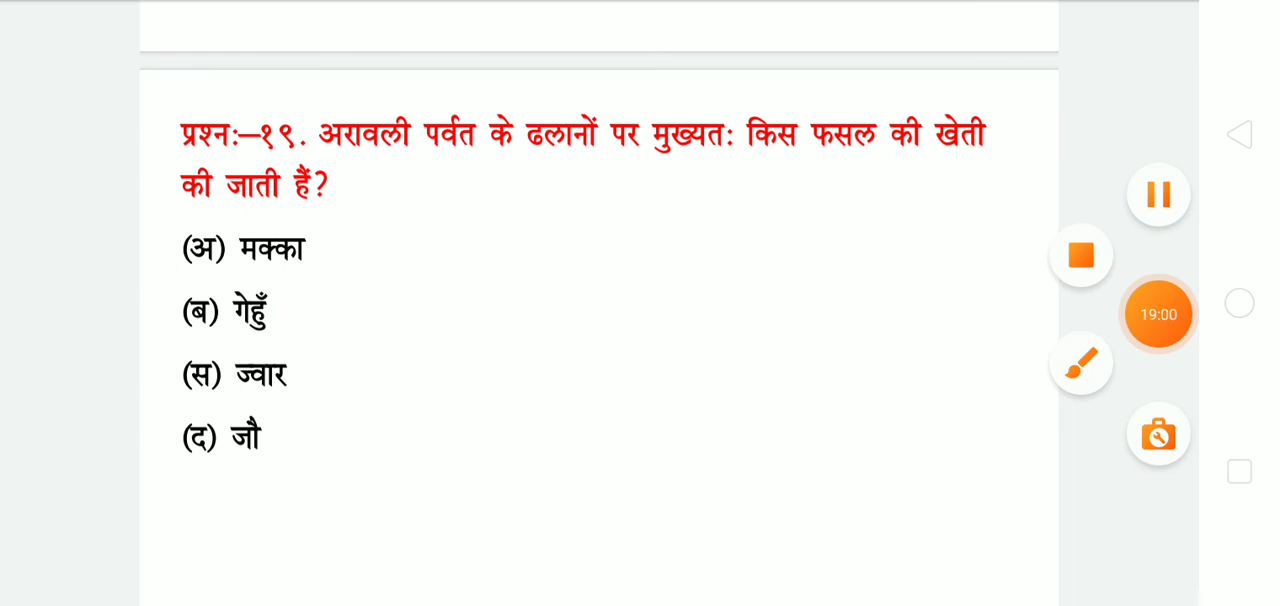 प्रश्नः–१९. अरावली पर्वत के ढलानों पर मुख्यतः किस फसल की खेती
की जाती हैं?
(अ) मक्का
(ब) गेहुँ
(स) ज्वार
(द) जौ
19:00